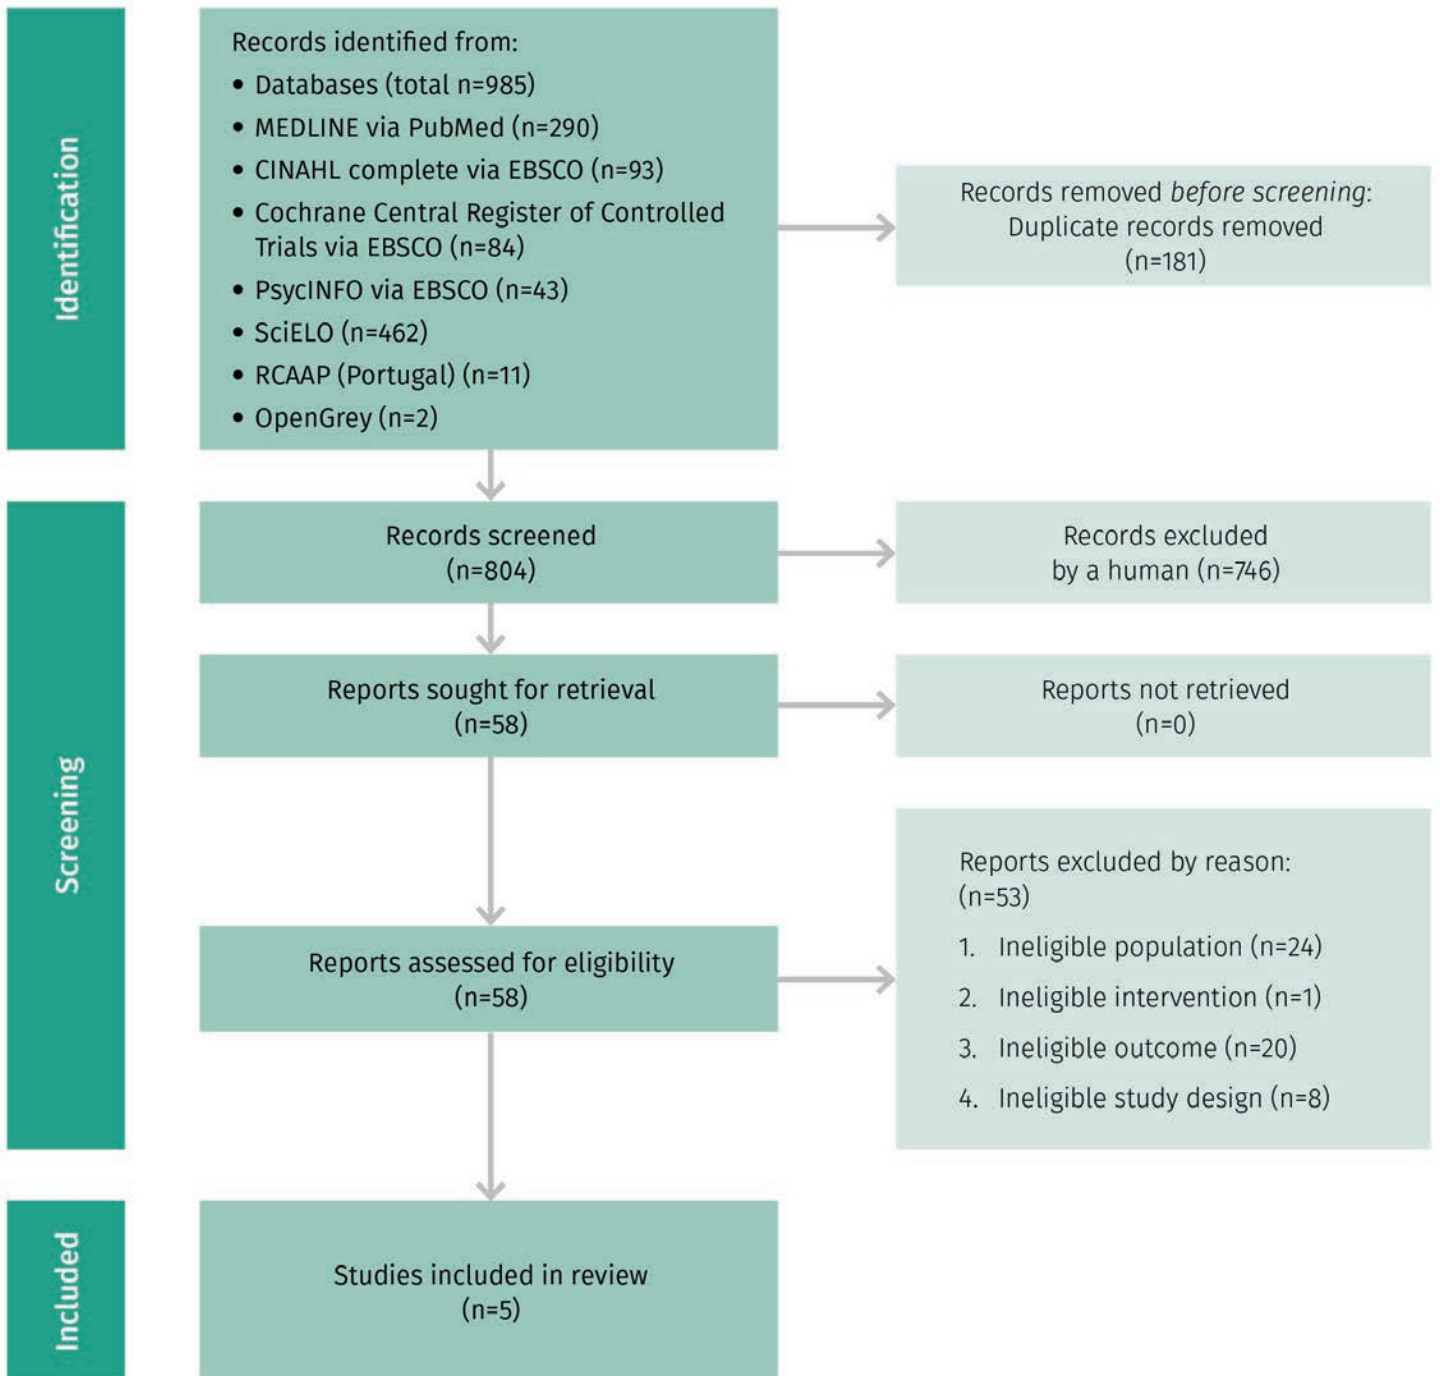 Identification
Records identified from:
• Databases (total n=985)
• MEDLINE via PubMed (n=290)
• CINAHL complete via EBSCO (n=93)
• Cochrane Central Register of Controlled
Trials via EBSCO (n=84)
• PsycINFO via EBSCO (n=43)
• SciELO (n=462)
• RCAAP (Portugal) (n=11)
• OpenGrey (n=2)
Records removed before screening:
Duplicate records removed
(n=181)
Screening
Records screened
(n=804)
Records excluded
by a human (n=746)
Reports sought for retrieval
(n=58)
Reports not retrieved
(n=0)
Reports assessed for eligibility
(n=58)
Reports excluded by reason:
(n=53)
1. Ineligible population (n=24)
2. Ineligible intervention (n=1)
3. Ineligible outcome (n=20)
4. Ineligible study design (n=8)
Included
Studies included in review
(n=5)